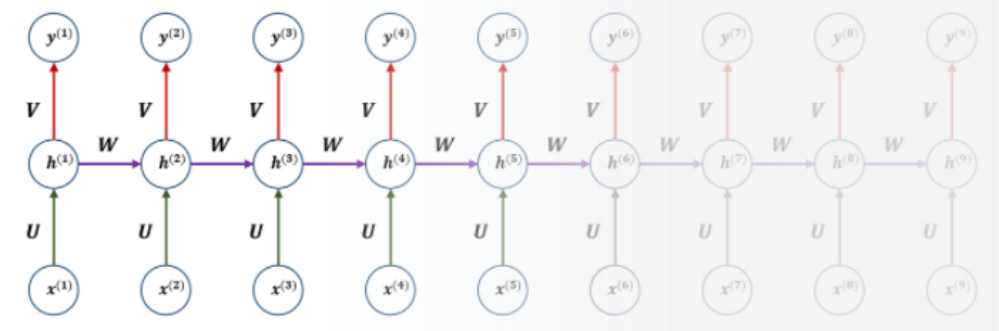 y⁽¹⁾ y⁽²⁾ y⁽³⁾ y⁽⁴⁾ y⁽⁵⁾ y⁽⁶⁾ y⁽⁷⁾ y⁽⁸⁾ y⁽⁹⁾
V V V V V V V V V
W W W W W W W W
h⁽¹⁾ h⁽²⁾ h⁽³⁾ h⁽⁴⁾ h⁽⁵⁾ h⁽⁶⁾ h⁽⁷⁾ h⁽⁸⁾ h⁽⁹⁾
U U U U U U U U U
x⁽¹⁾ x⁽²⁾ x⁽³⁾ x⁽⁴⁾ x⁽⁵⁾ x⁽⁶⁾ x⁽⁷⁾ x⁽⁸⁾ x⁽⁹⁾